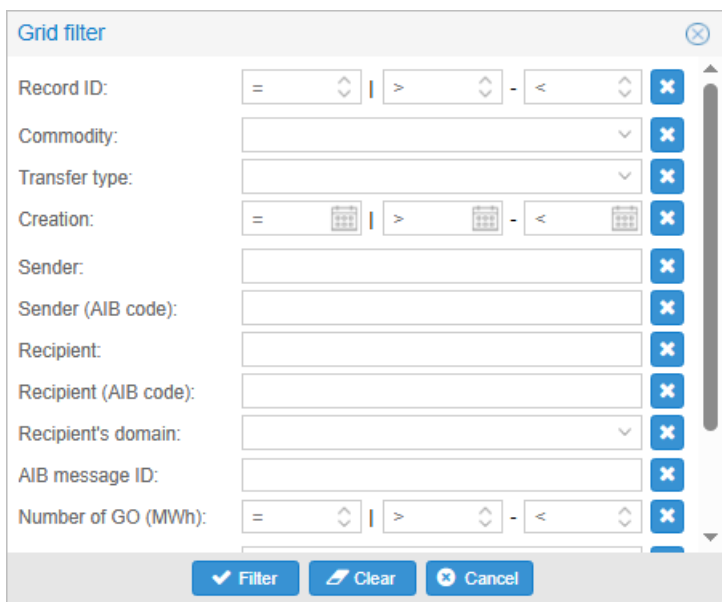 Grid filter
Record ID: = | > - <
Commodity:
Transfer type:
Creation: = | > - <
Sender:
Sender (AIB code):
Recipient:
Recipient (AIB code):
Recipient's domain:
AIB message ID:
Number of GO (MWh): = | > - <
Filter Clear Cancel